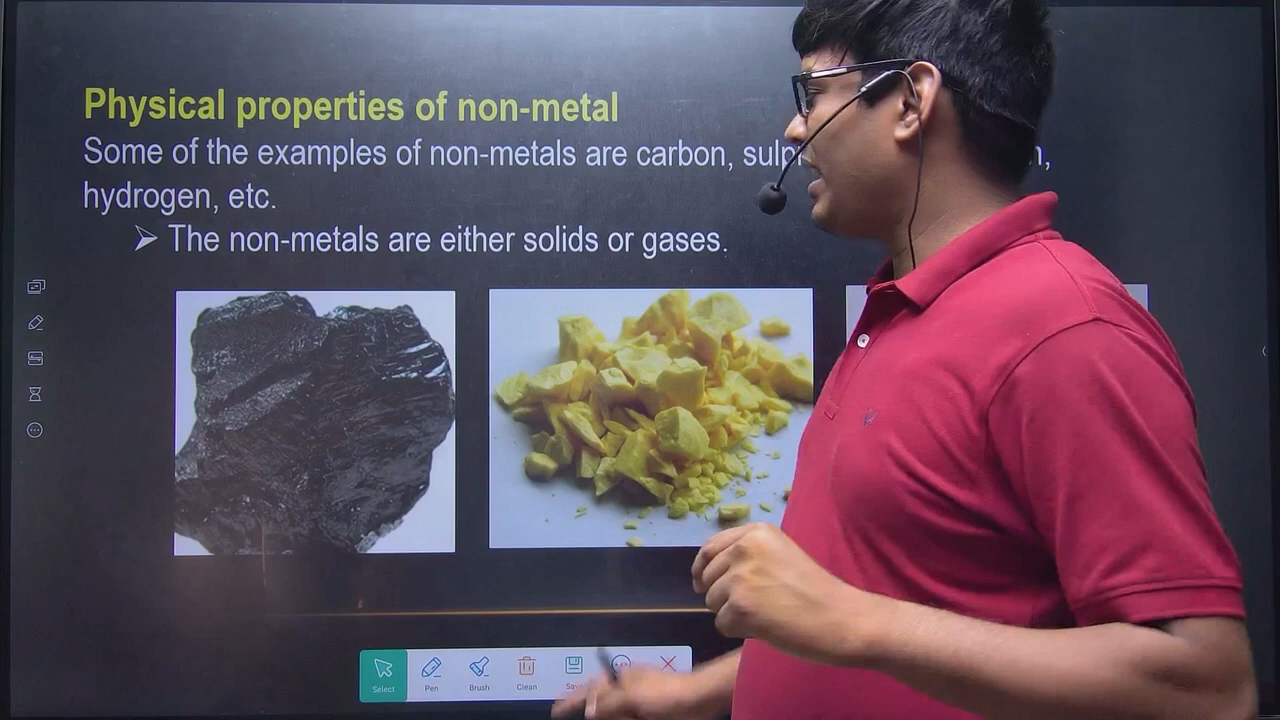 Physical properties of non-metal
Some of the examples of non-metals are carbon,
hydrogen, etc.
➢ The non-metals are either solids or gases.
Select Pen Brush Clean